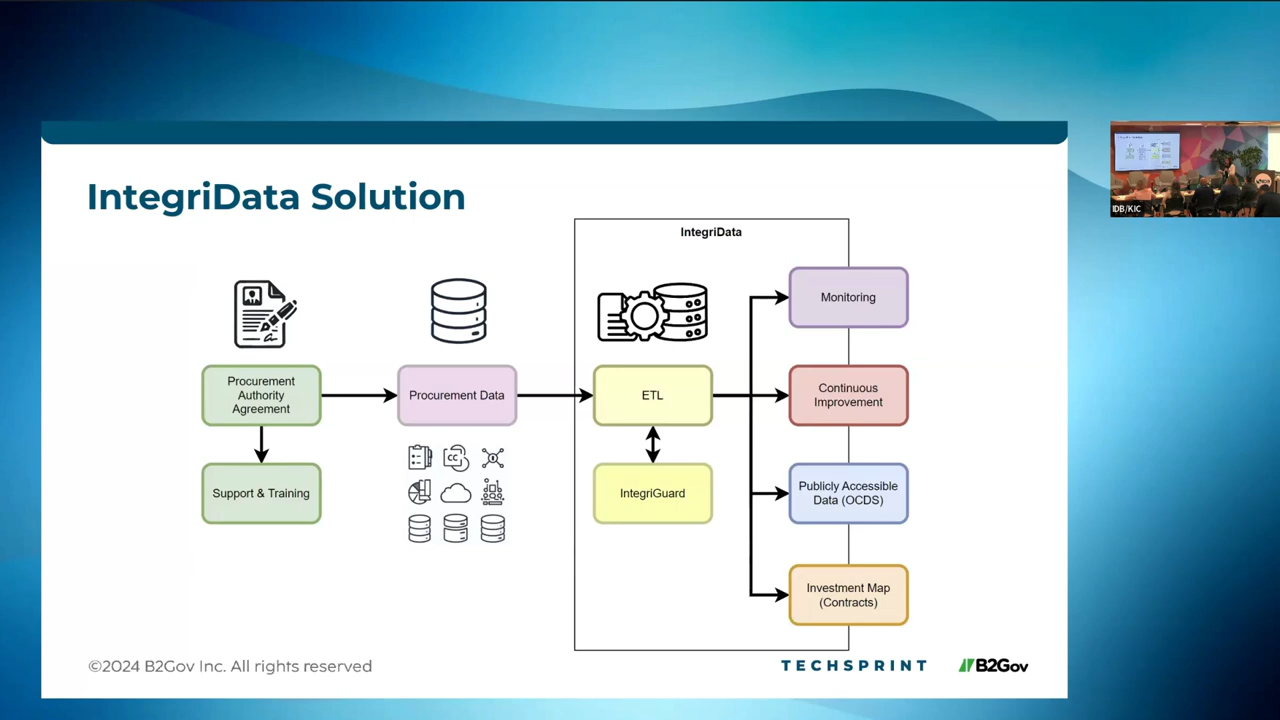 IntegriData Solution
IntegriData
Monitoring
Procurement
Authority
Agreement
Procurement Data
ETL
Continuous
Improvement
Support & Training
IntegriGuard
Publicly Accessible
Data (OCDS)
Investment Map
(Contracts)
©2024 B2Gov Inc. All rights reserved
TECHSPRINT
B2Gov
IDB/KIC
CC